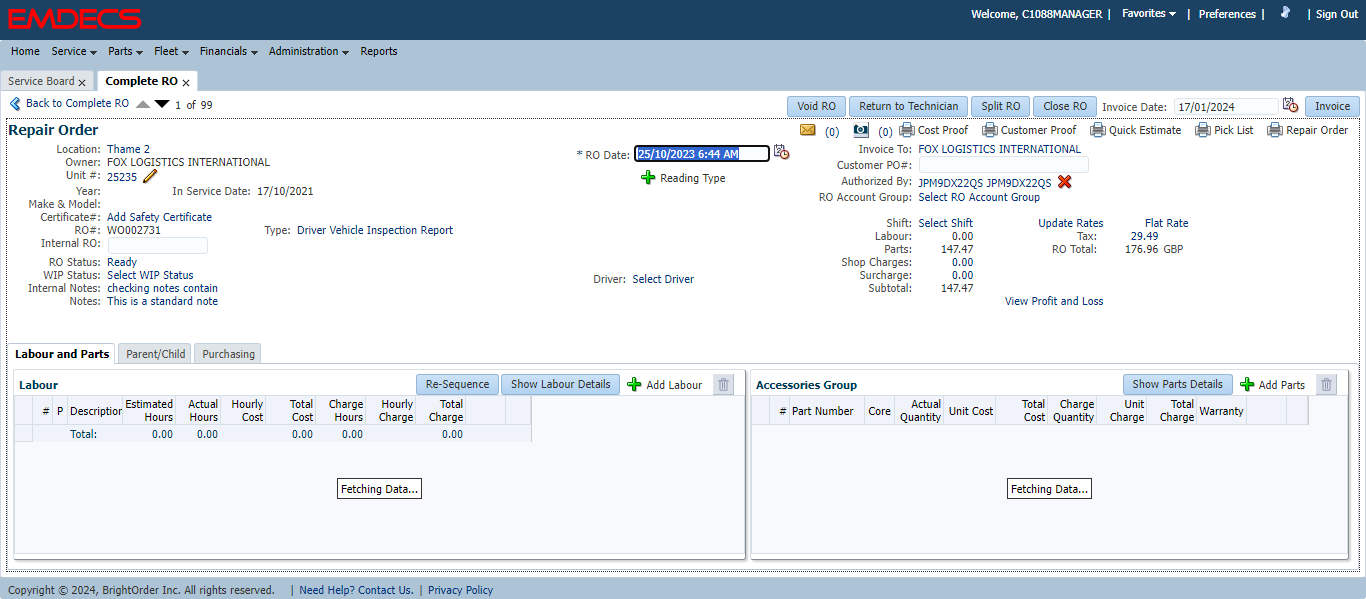 EMDECS
Welcome, C1088MANAGER | Favorites | Preferences | | Sign Out
Home Service Parts Fleet Financials Administration Reports
Service Board x Complete RO x
Back to Complete RO 1 of 99 Void RO Return to Technician Split RO Close RO Invoice Date: 17/01/2024 Invoice
Repair Order (0) (0) Cost Proof Customer Proof Quick Estimate Pick List Repair Order
Location: Thame 2 * RO Date: 25/10/2023 6:44 AM Invoice To: FOX LOGISTICS INTERNATIONAL
Owner: FOX LOGISTICS INTERNATIONAL Customer PO#:
Unit #: 25235 Reading Type Authorized By: JPM9DX22QS JPM9DX22QS
Year: In Service Date: 17/10/2021 RO Account Group: Select RO Account Group
Make & Model:
Certificate#: Add Safety Certificate Shift: Select Shift Update Rates Flat Rate
RO#: WO002731 Type: Driver Vehicle Inspection Report Labour: 0.00 Tax: 29.49
Internal RO: Parts: 147.47 RO Total: 176.96 GBP
RO Status: Ready Shop Charges: 0.00
WIP Status: Select WIP Status Driver: Select Driver Surcharge: 0.00
Internal Notes: checking notes contain Subtotal: 147.47
Notes: This is a standard note View Profit and Loss
Labour and Parts Parent/Child Purchasing
Labour Re-Sequence Show Labour Details Add Labour Accessories Group Show Parts Details Add Parts
# P Description Estimated Hours Actual Hours Hourly Cost Total Cost Charge Hours Hourly Charge Total Charge # Part Number Core Actual Quantity Unit Cost Total Cost Charge Quantity Unit Charge Total Charge Warranty
Total: 0.00 0.00 0.00 0.00 0.00
Fetching Data... Fetching Data...
Copyright © 2024, BrightOrder Inc. All rights reserved. | Need Help? Contact Us. | Privacy Policy